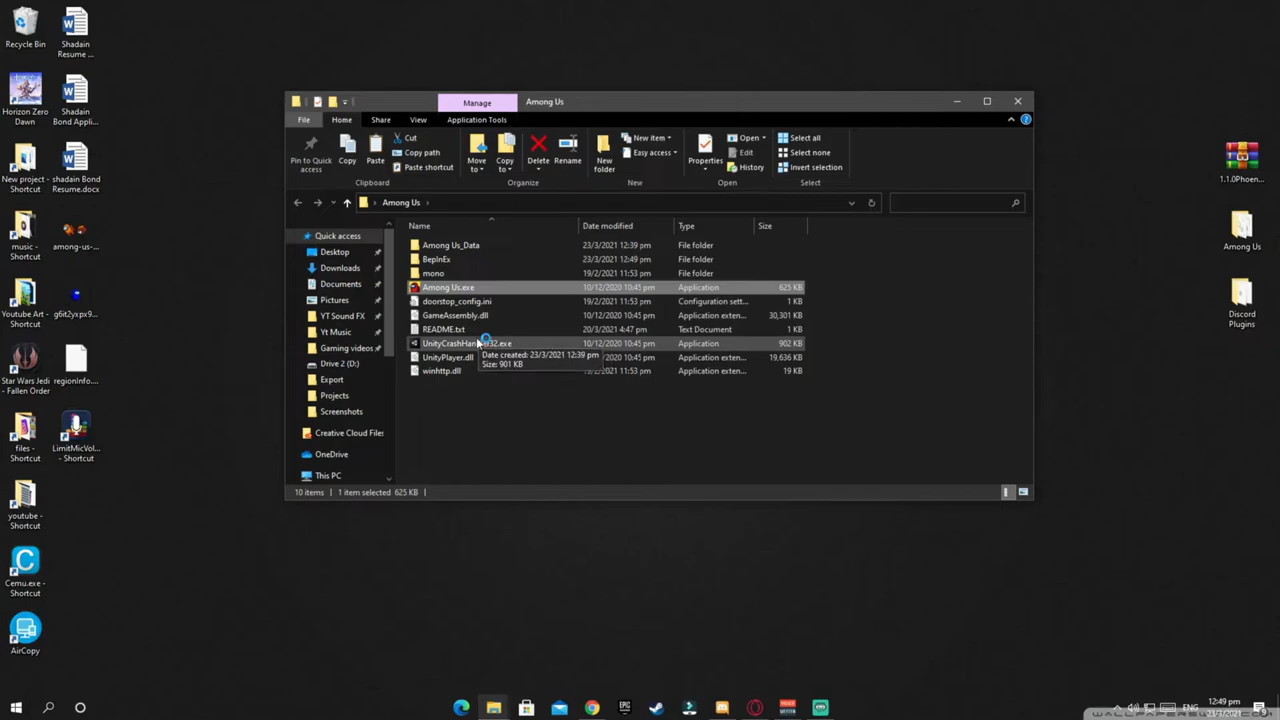 Recycle Bin
Shadain
Resume ...
Horizon Zero
Dawn
Shadain
Bond Appli...
New project -
Shortcut
shadain Bond
Resume.docx
music -
Shortcut
among-us-...
Youtube Art -
Shortcut
g6it2yxpx9...
Star Wars Jedi
- Fallen Order
regionInfo....
files -
Shortcut
LimitMicVol...
- Shortcut
youtube -
Shortcut
Cemu.exe -
Shortcut
AirCopy
Manage
Among Us
File
Home
Share
View
Application Tools
Pin to Quick
access
Copy
Paste
Cut
Copy path
Paste shortcut
Clipboard
Move
to
Copy
to
Delete
Rename
Organize
New
folder
New item
Easy access
New
Properties
Open
Edit
History
Open
Select all
Select none
Invert selection
Select
Among Us
Name
Date modified
Type
Size
Quick access
Desktop
Downloads
Documents
Pictures
YT Sound FX
Yt Music
Gaming videos
Drive 2 (D:)
Export
Projects
Screenshots
Creative Cloud Files
OneDrive
This PC
Among Us_Data 23/3/2021 12:39 pm File folder
BepInEx 23/3/2021 12:49 pm File folder
mono 19/2/2021 11:53 pm File folder
Among Us.exe 10/12/2020 10:45 pm Application 625 KB
doorstop_config.ini 19/2/2021 11:53 pm Configuration sett... 1 KB
GameAssembly.dll 10/12/2020 10:45 pm Application extens... 30,301 KB
README.txt 20/3/2021 4:47 pm Text Document 1 KB
10/12/2020 10:45 pm Application 902 KB
UnityPlayer.dll 10:45 pm Application extens... 19,636 KB
winhttp.dll 11:53 pm Application extens... 19 KB
Date created: 23/3/2021 12:39 pm
Size: 901 KB
10 items
1 item selected 625 KB
1.1.0Phoen...
Among Us
Discord
Plugins
EPIC
VOICE
MEETER
ENG
12:49 pm
23/3/2021